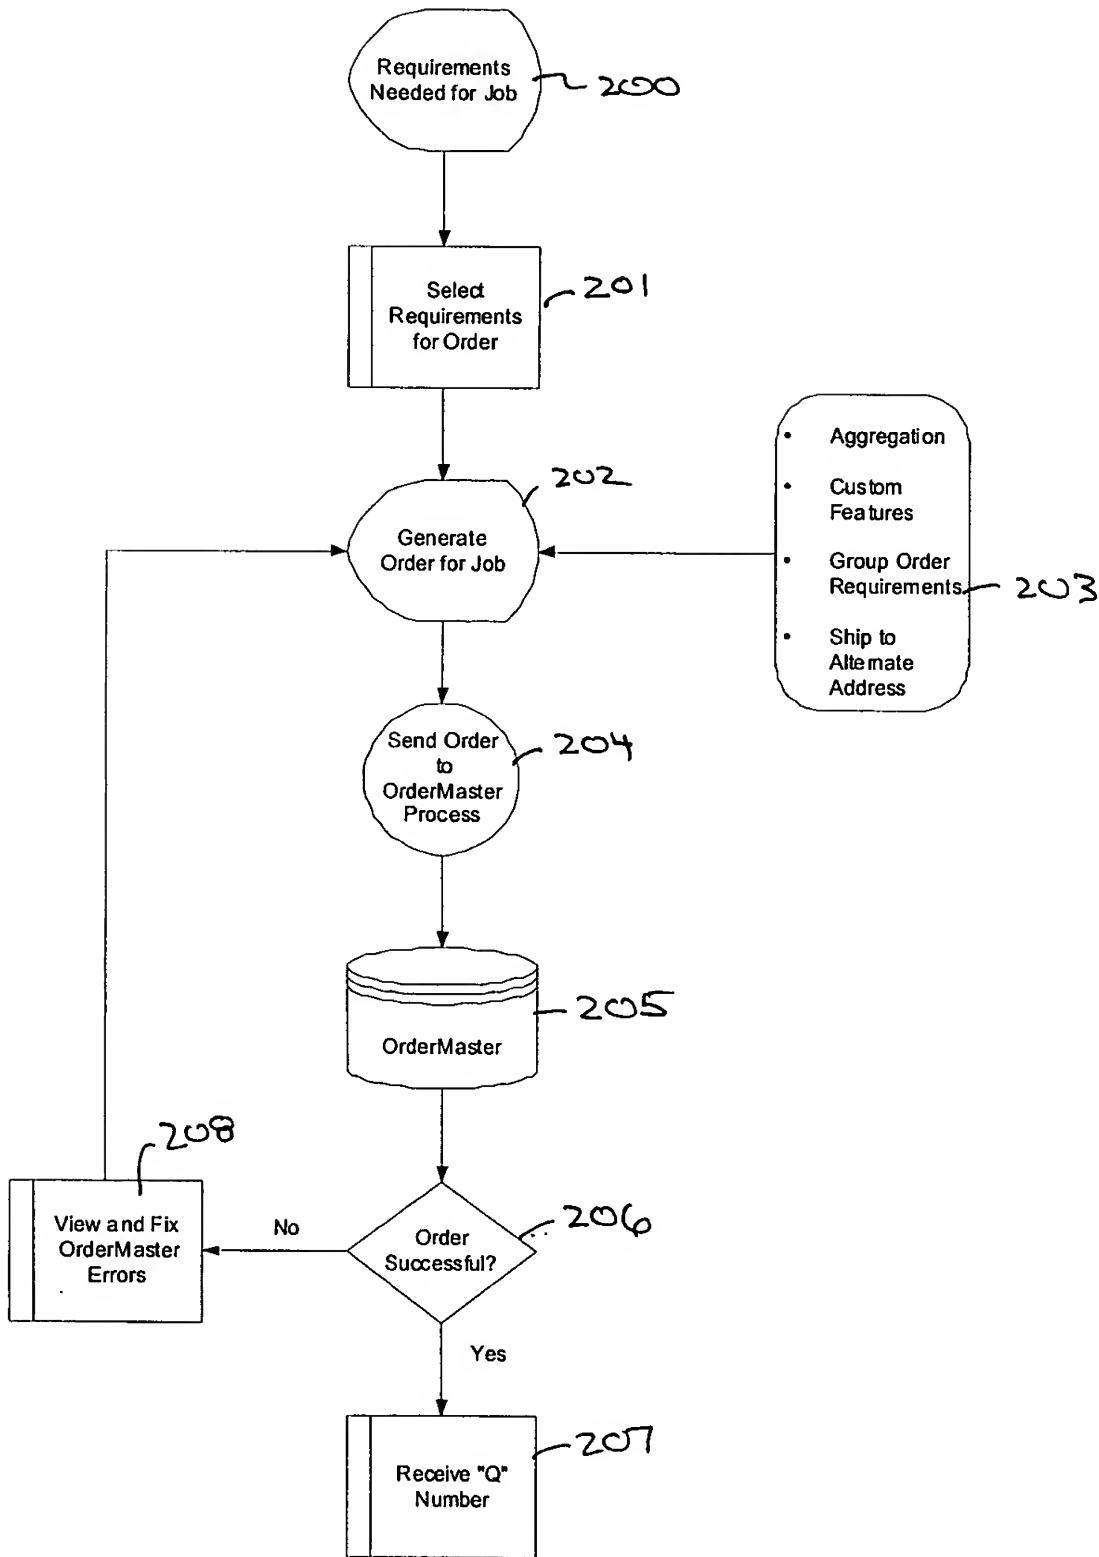 Requirements
Needed for Job
200
Select
Requirements
for Order
201
• Aggregation
• Custom
Features
• Group Order
Requirements
• Ship to
Alternate
Address
203
Generate
Order for Job
202
Send Order
to
OrderMaster
Process
204
OrderMaster
205
Order
Successful?
206
No
View and Fix
OrderMaster
Errors
208
Yes
Receive "Q"
Number
207